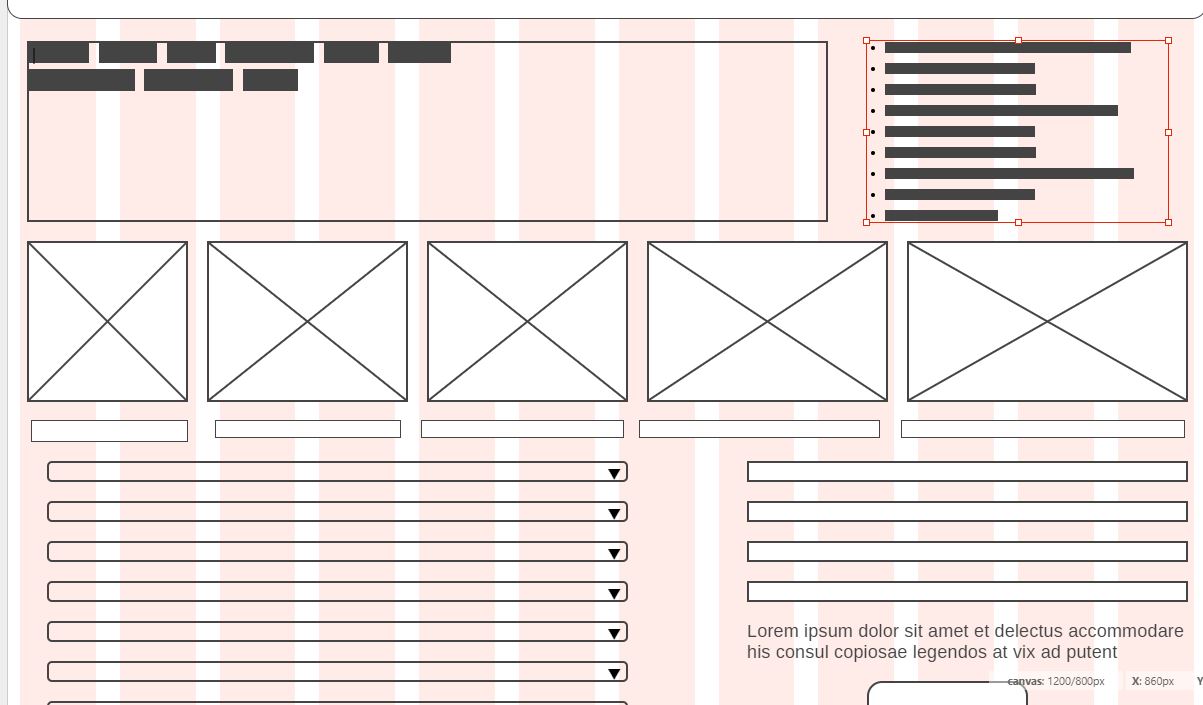 Lorem ipsum dolor sit amet et delectus accommodare
his consul copiosae legendos at vix ad putent
canvas: 1200/800px X: 860px Y